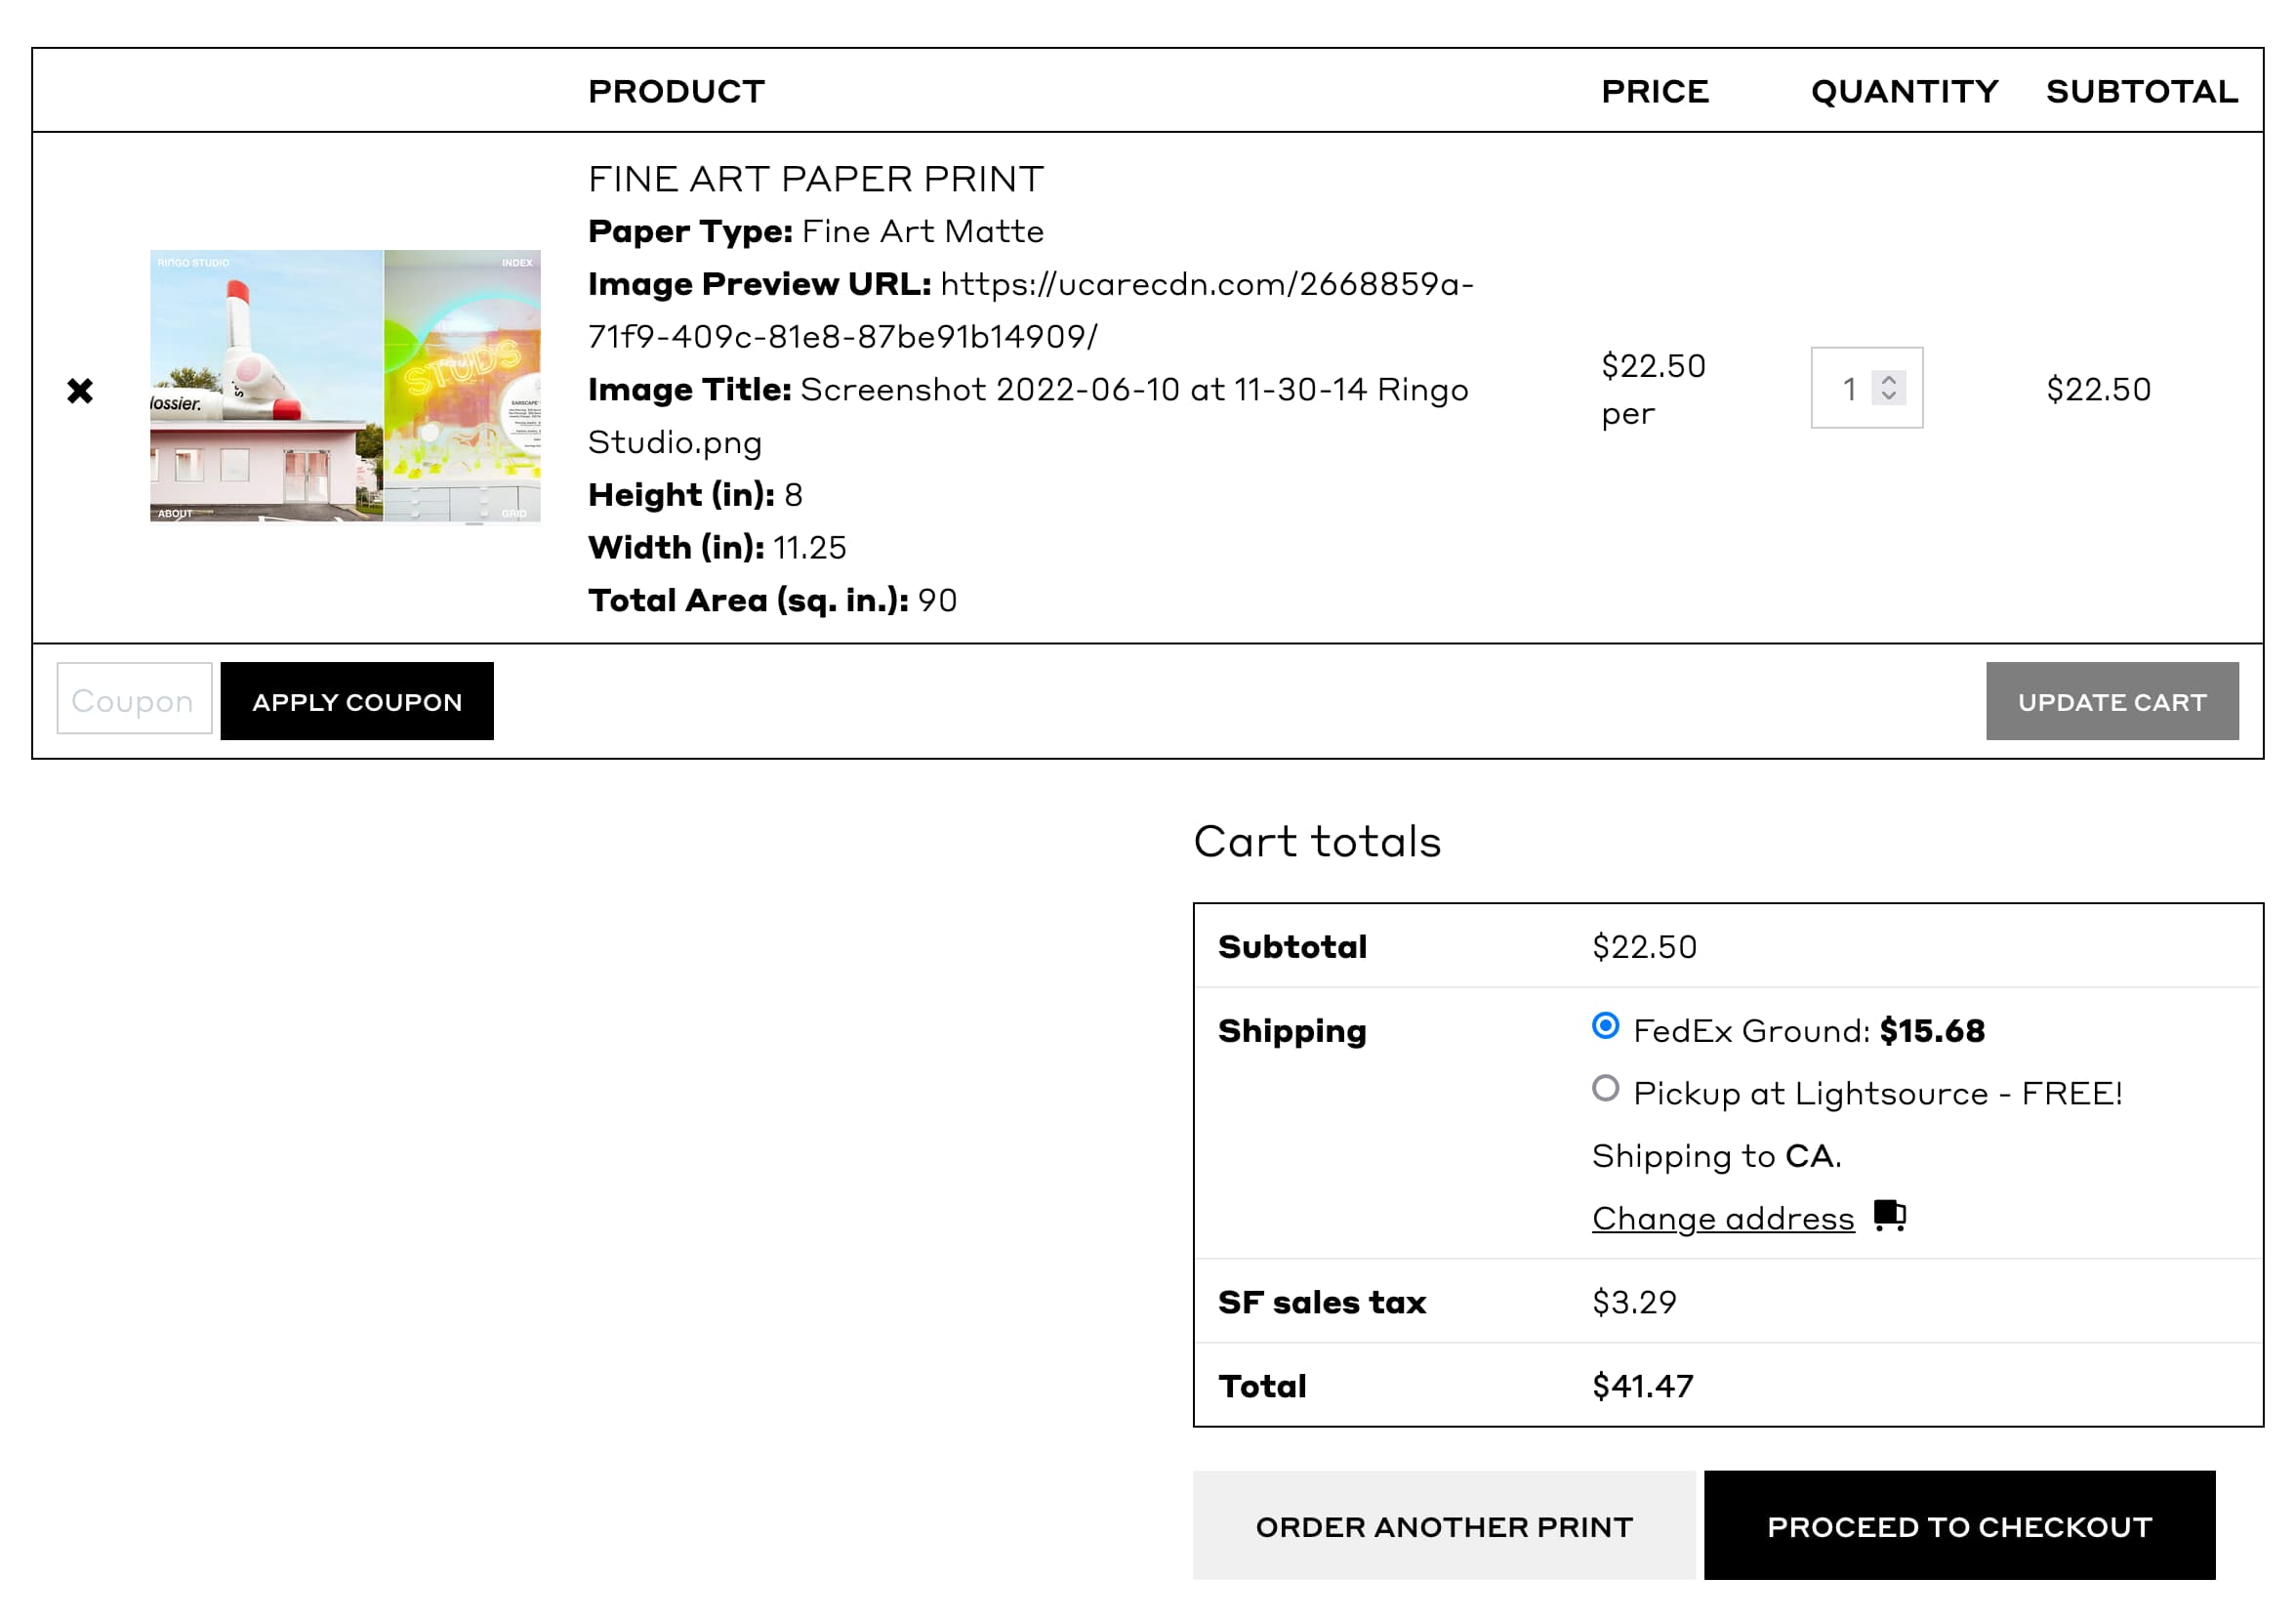 PRODUCT PRICE QUANTITY SUBTOTAL
FINE ART PAPER PRINT
Paper Type: Fine Art Matte
Image Preview URL: https://ucarecdn.com/2668859a-
71f9-409c-81e8-87be91b14909/
Image Title: Screenshot 2022-06-10 at 11-30-14 Ringo
Studio.png
Height (in): 8
Width (in): 11.25
Total Area (sq. in.): 90
RINGO STUDIO
INDEX
lossier.
STUDS
ABOUT
GRID
$22.50
per
1
$22.50
Coupon
APPLY COUPON
UPDATE CART
Cart totals
Subtotal $22.50
Shipping FedEx Ground: $15.68
Pickup at Lightsource - FREE!
Shipping to CA.
Change address
SF sales tax $3.29
Total $41.47
ORDER ANOTHER PRINT
PROCEED TO CHECKOUT